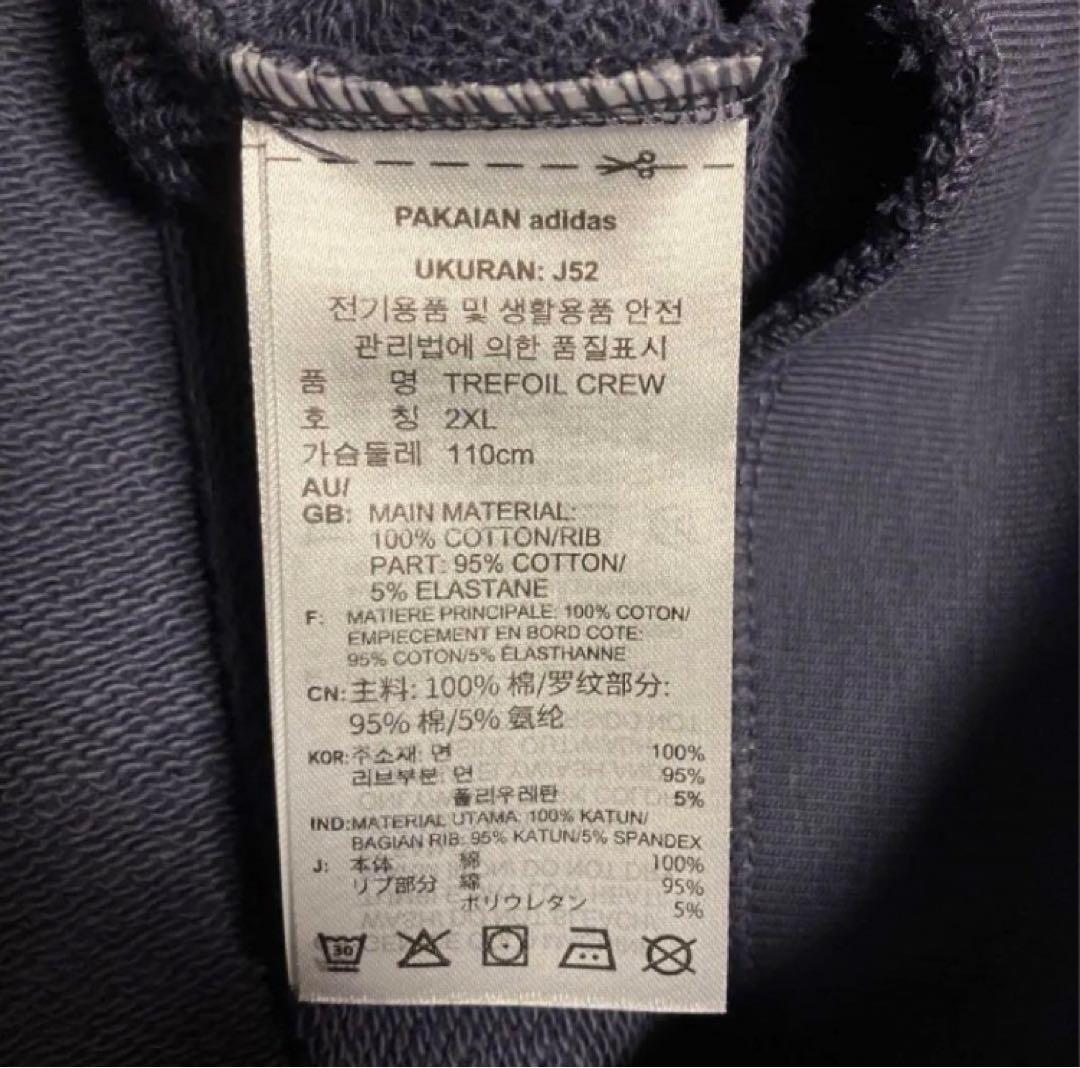 PAKAIAN adidas
UKURAN: J52
전기용품 및 생활용품 안전
관리법에 의한 품질표시
품 명 TREFOIL CREW
호 칭 2XL
가슴둘레 110cm
AU/
GB: MAIN MATERIAL:
100% COTTON/RIB
PART: 95% COTTON/
5% ELASTANE
F: MATIERE PRINCIPALE: 100% COTON/
EMPIECEMENT EN BORD COTE:
95% COTON/5% ÉLASTHANNE
CN: 主料: 100% 棉/罗纹部分:
95% 棉/5% 氨纶
KOR: 주소재: 면 100%
리브부분: 면 95%
폴리우레탄 5%
IND: MATERIAL UTAMA: 100% KATUN/
BAGIAN RIB: 95% KATUN/5% SPANDEX
J: 本体 綿 100%
リブ部分 綿 95%
ポリウレタン 5%
30